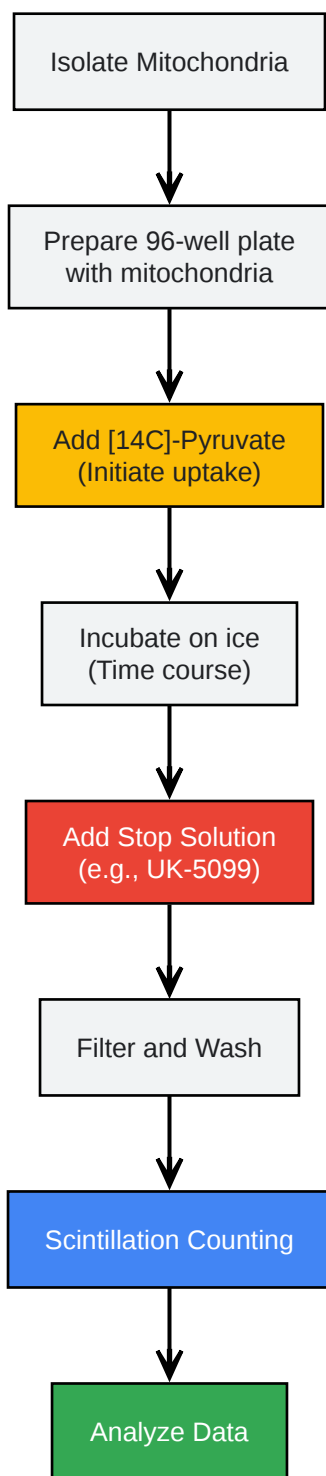 Isolate Mitochondria
Prepare 96-well plate
with mitochondria
Add [14C]-Pyruvate
(Initiate uptake)
Incubate on ice
(Time course)
Add Stop Solution
(e.g., UK-5099)
Filter and Wash
Scintillation Counting
Analyze Data